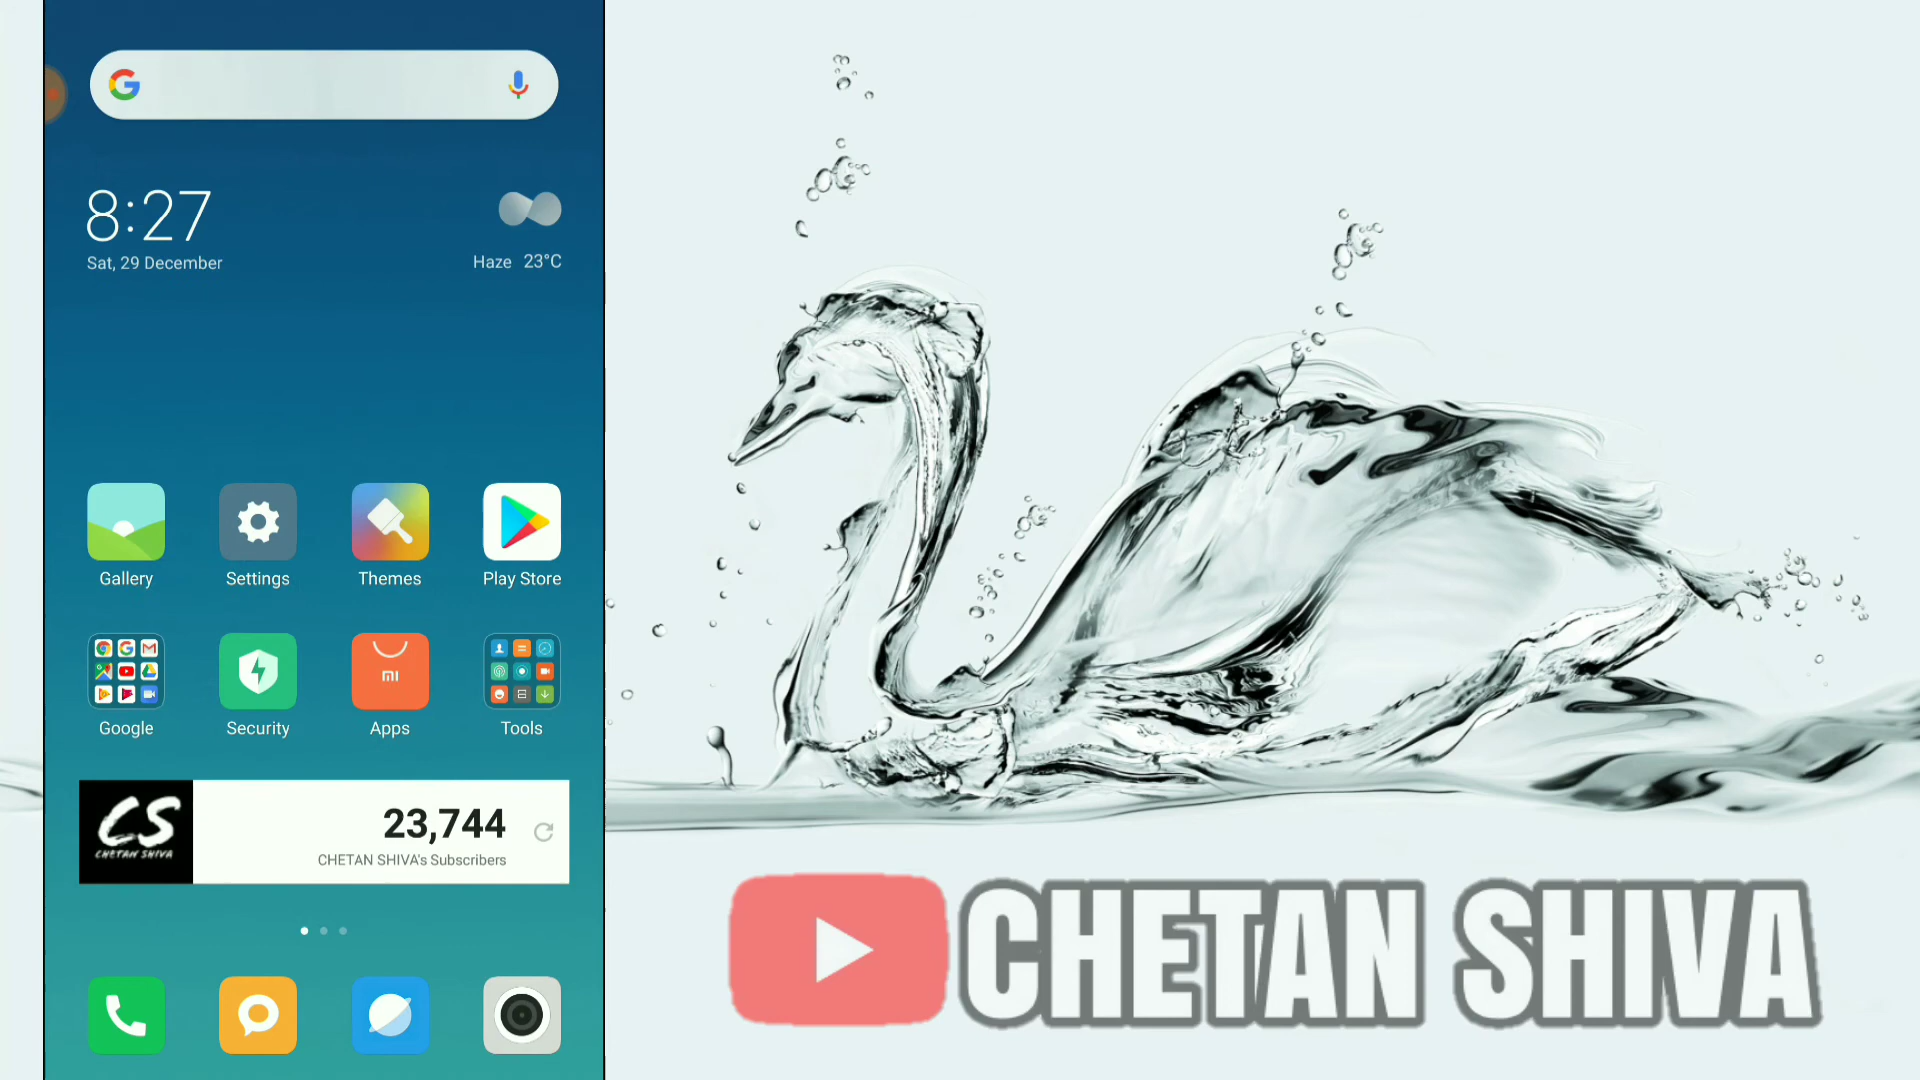 8:27
Sat, 29 December
Haze 23°C
Gallery
Settings
Themes
Play Store
mi
Google
Security
Apps
Tools
CS
CHETAN SHIVA
23,744
CHETAN SHIVA's Subscribers
CHETAN SHIVA